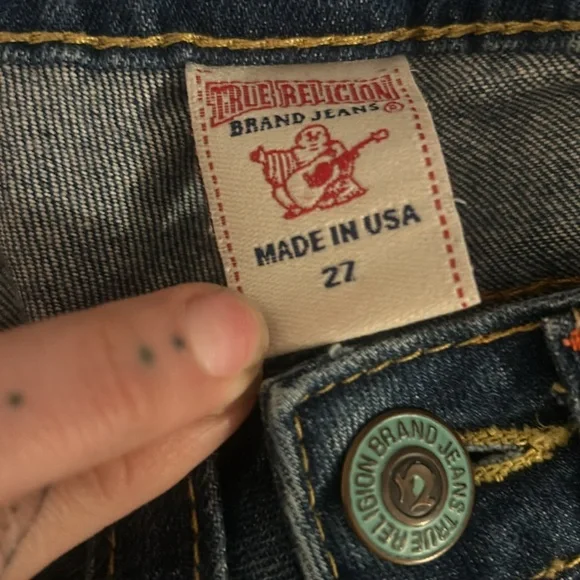 TRUE RELIGION
BRAND JEANS ®
MADE IN USA
27
TRUE RELIGION BRAND JEANS